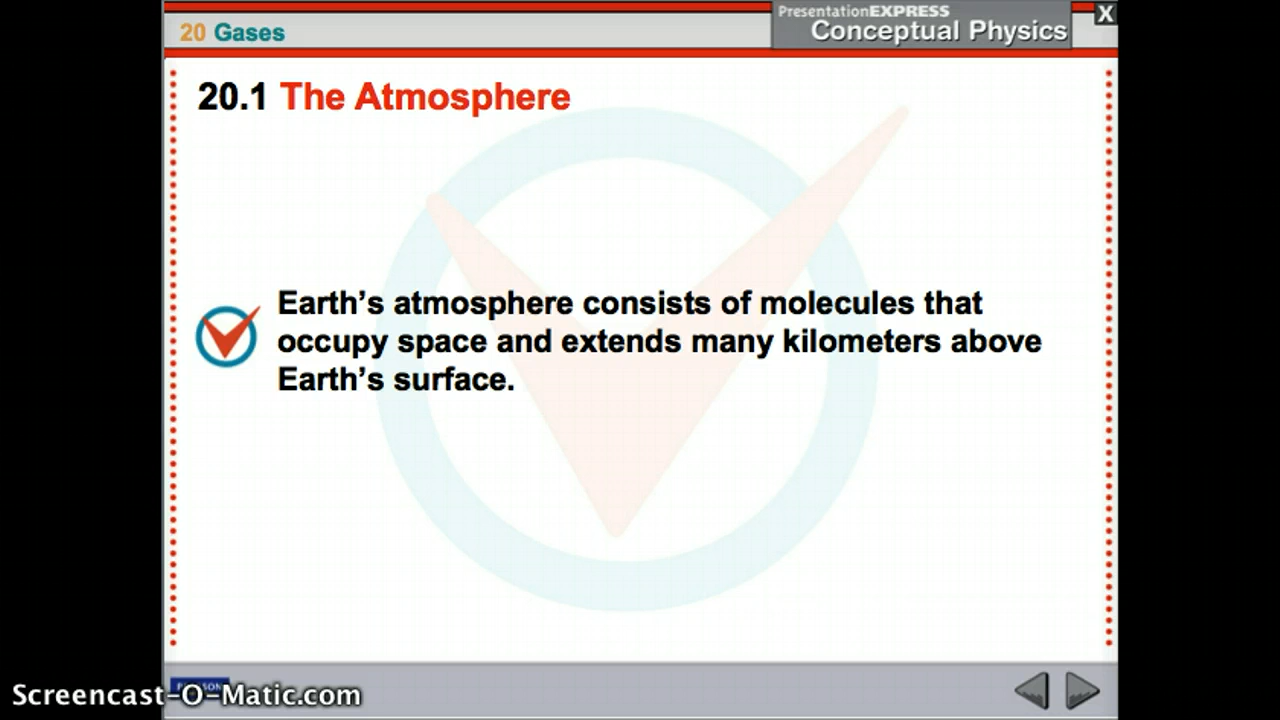 PresentationEXPRESS
X
20 Gases
Conceptual Physics
20.1 The Atmosphere
Earth's atmosphere consists of molecules that
occupy space and extends many kilometers above
Earth's surface.
Screencast-O-Matic.com